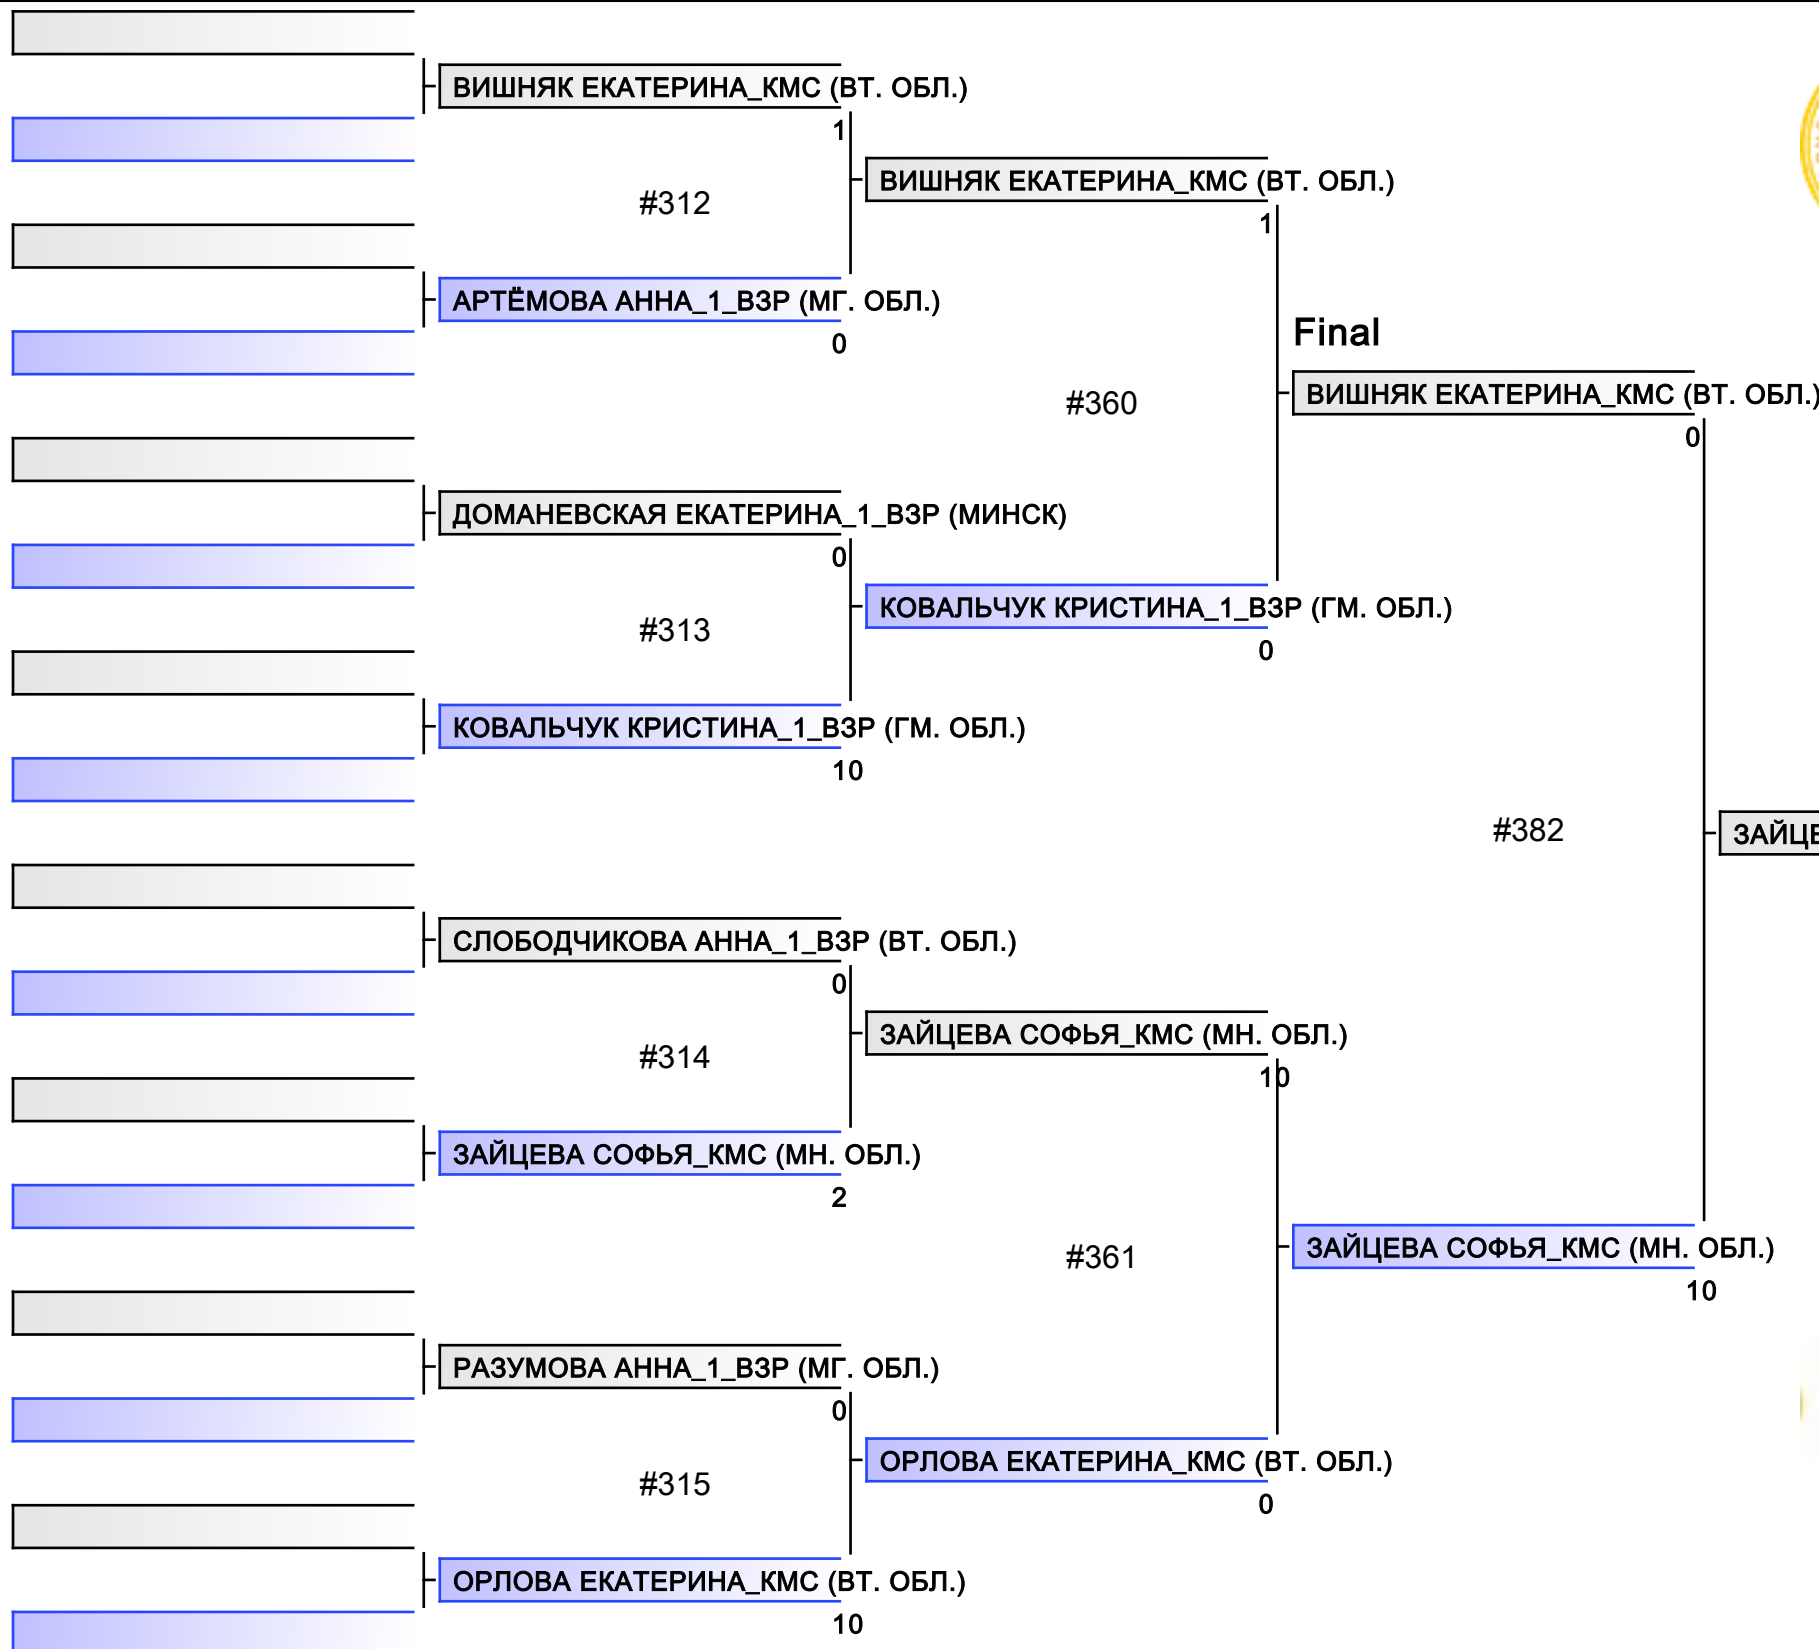 ВИШНЯК ЕКАТЕРИНА_КМС (ВТ. ОБЛ.)
1
#312
АРТЁМОВА АННА_1_ВЗР (МГ. ОБЛ.)
0
ДОМАНЕВСКАЯ ЕКАТЕРИНА_1_ВЗР (МИНСК)
0
#313
КОВАЛЬЧУК КРИСТИНА_1_ВЗР (ГМ. ОБЛ.)
10
СЛОБОДЧИКОВА АННА_1_ВЗР (ВТ. ОБЛ.)
0
#314
ЗАЙЦЕВА СОФЬЯ_КМС (МН. ОБЛ.)
2
РАЗУМОВА АННА_1_ВЗР (МГ. ОБЛ.)
0
#315
ОРЛОВА ЕКАТЕРИНА_КМС (ВТ. ОБЛ.)
10
ВИШНЯК ЕКАТЕРИНА_КМС (ВТ. ОБЛ.)
1
#360
КОВАЛЬЧУК КРИСТИНА_1_ВЗР (ГМ. ОБЛ.)
0
ЗАЙЦЕВА СОФЬЯ_КМС (МН. ОБЛ.)
10
#361
ОРЛОВА ЕКАТЕРИНА_КМС (ВТ. ОБЛ.)
0
Final
ВИШНЯК ЕКАТЕРИНА_КМС (ВТ. ОБЛ.)
0
#382
ЗАЙЦЕВА СОФЬЯ_КМС (МН. ОБЛ.)
10